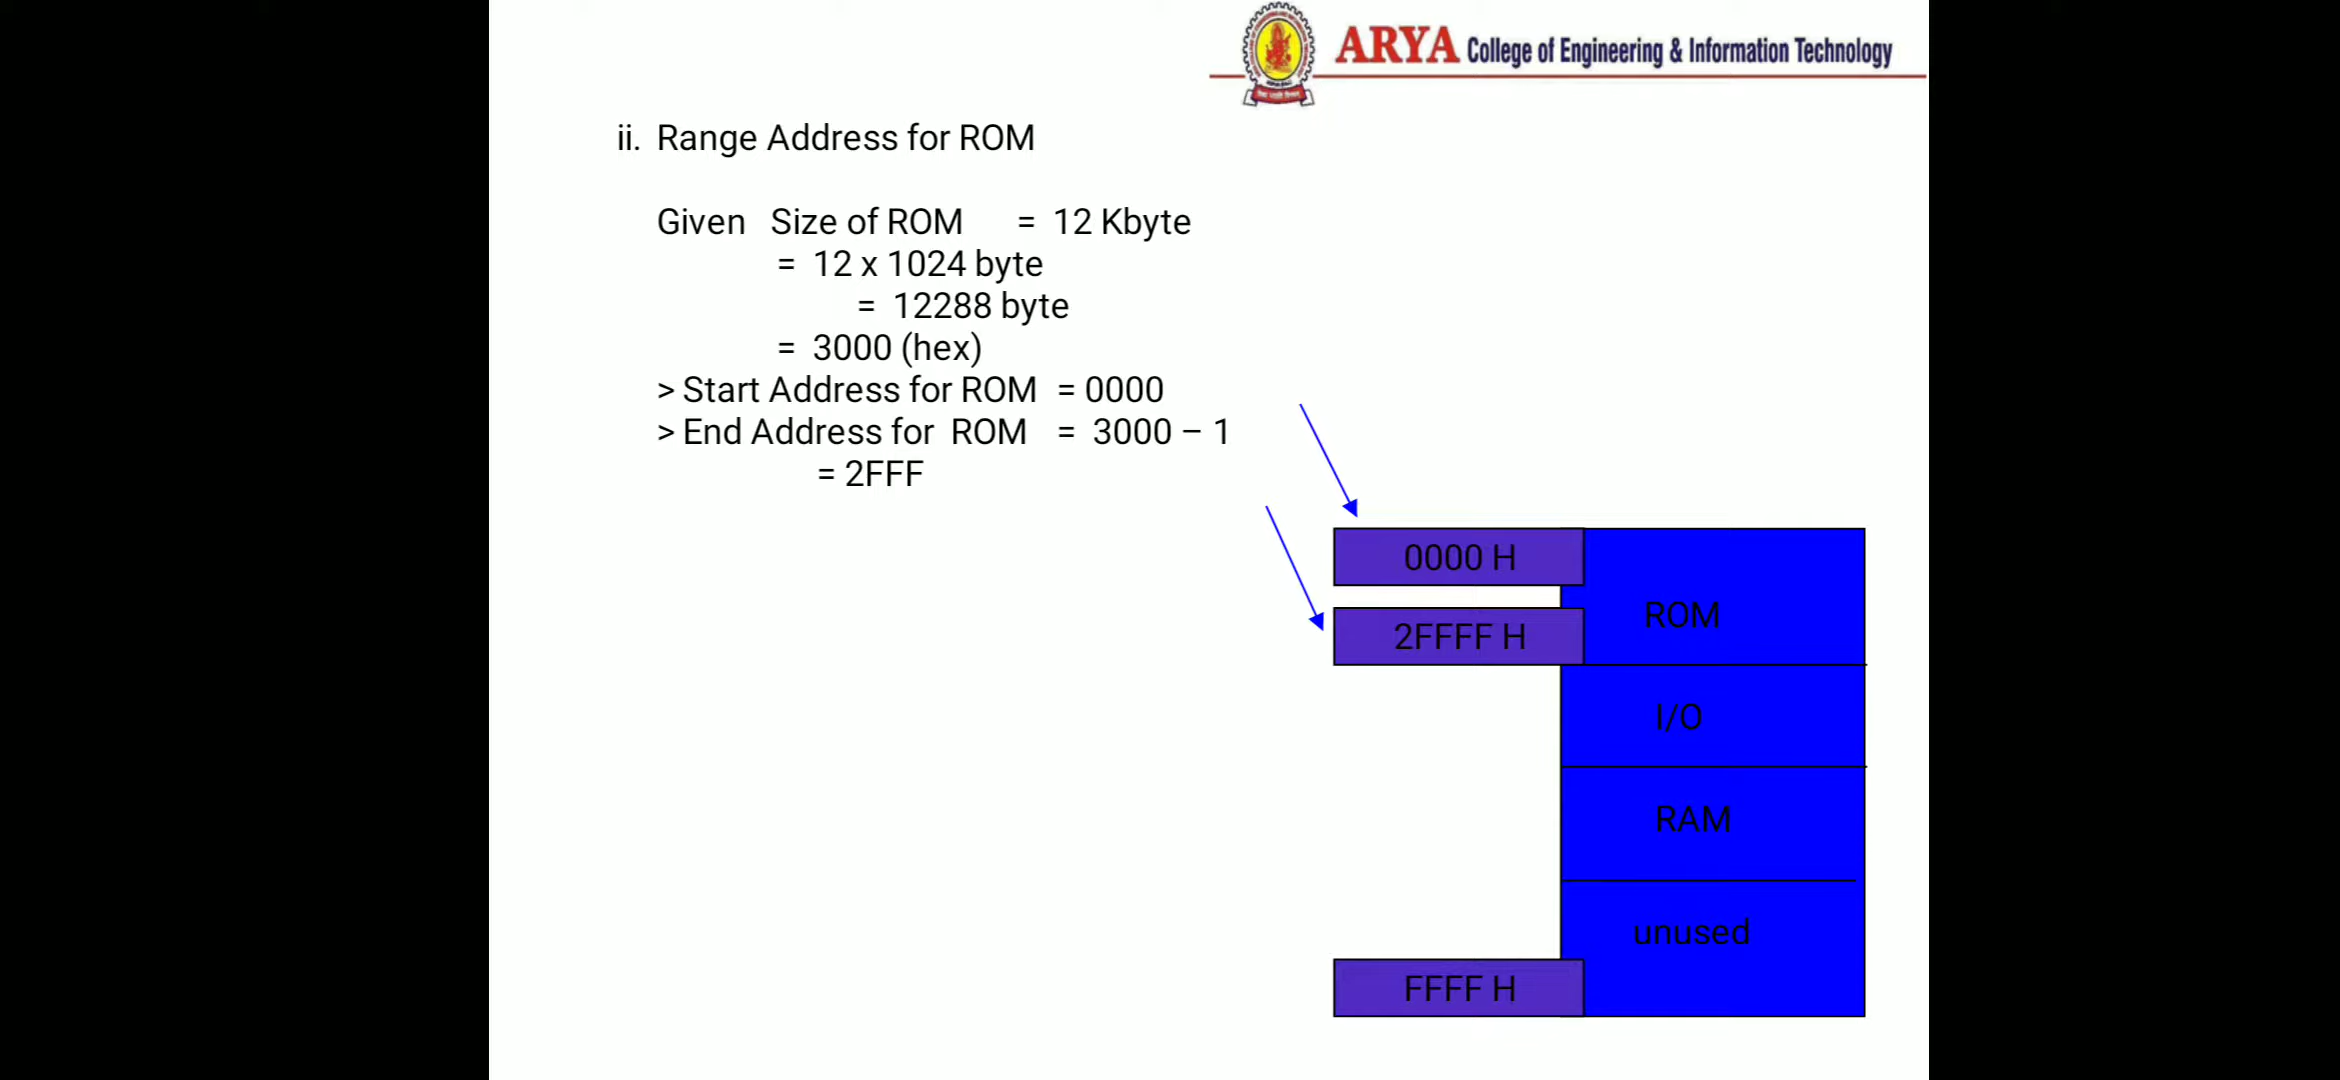 ARYA College of Engineering & Information Technology
ii. Range Address for ROM
Given Size of ROM = 12 Kbyte
= 12 x 1024 byte
= 12288 byte
= 3000 (hex)
> Start Address for ROM = 0000
> End Address for ROM = 3000 – 1
= 2FFF
0000 H
ROM
2FFFF H
I/O
RAM
unused
FFFF H